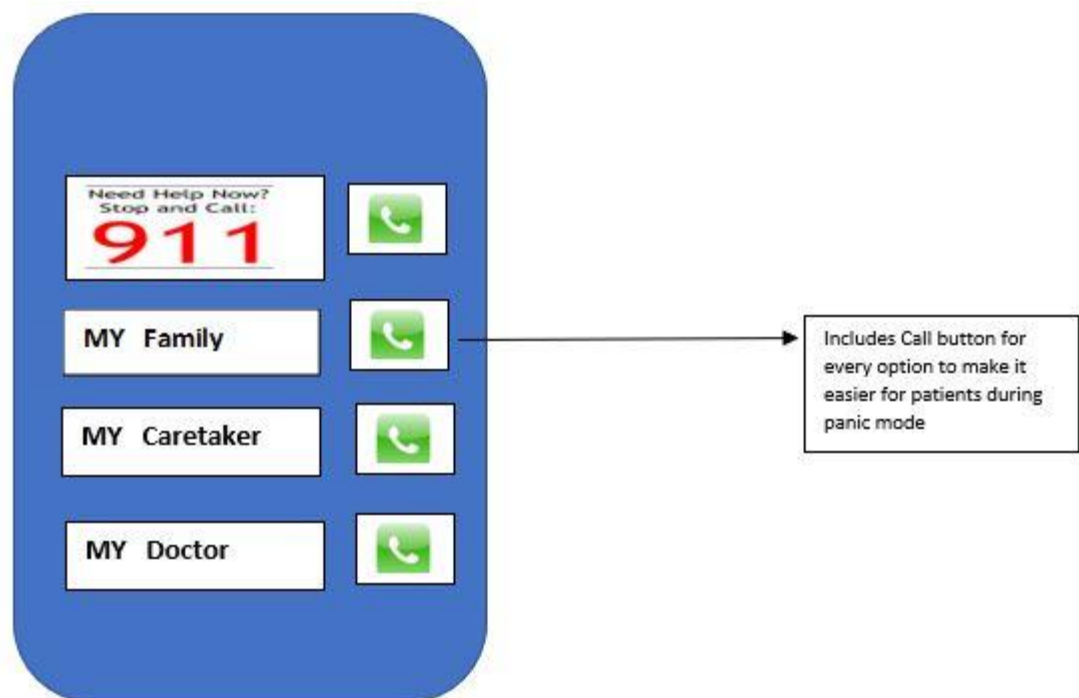 Need Help Now?
Stop and Call:
911
MY Family
MY Caretaker
MY Doctor
Includes Call button for
every option to make it
easier for patients during
panic mode